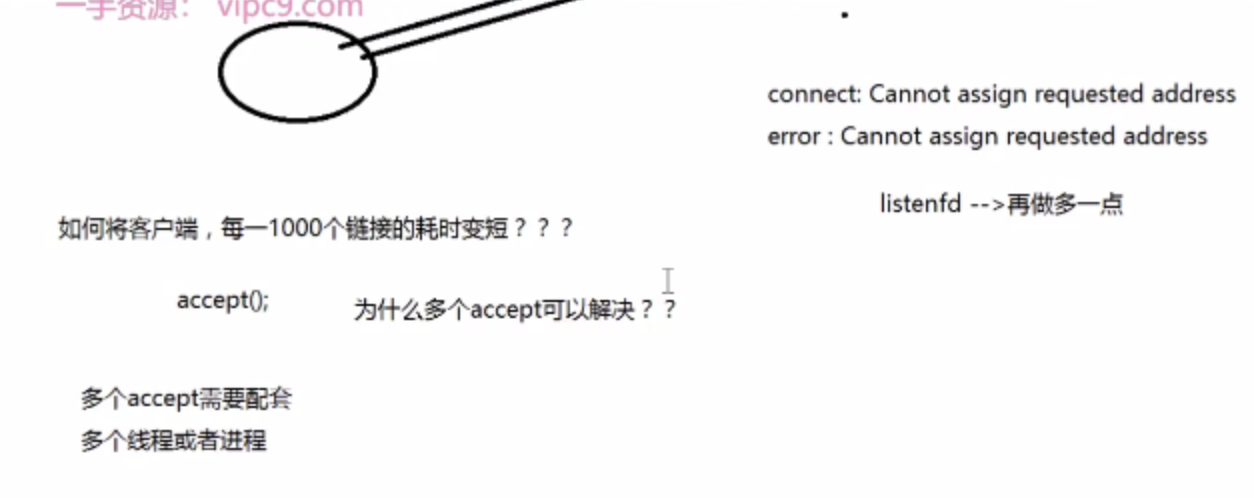 一手资源： vipc9.com
connect: Cannot assign requested address
error : Cannot assign requested address
listenfd -->再做多一点
如何将客户端，每一1000个链接的耗时变短？？？
accept();
为什么多个accept可以解决？？
多个accept需要配套
多个线程或者进程